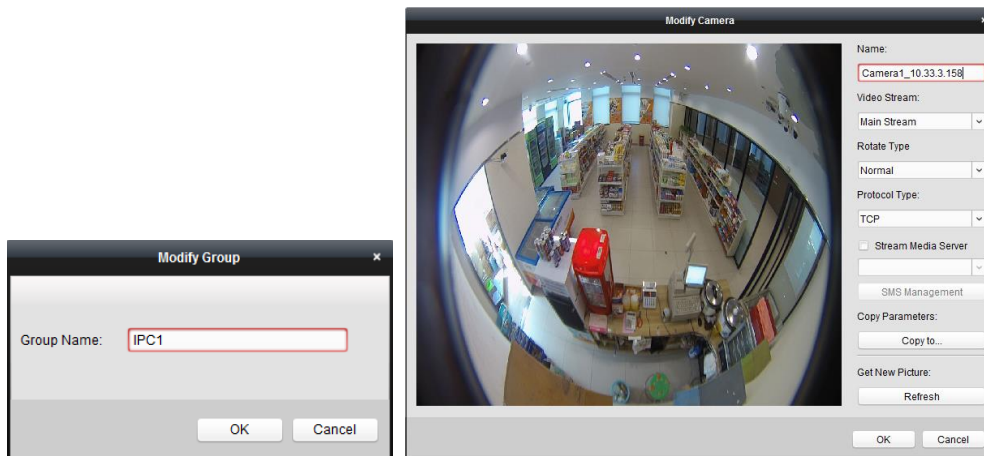 Modify Group
×
Group Name:
IPC1
OK
Cancel
Modify Camera
×
Name:
Camera1_10.33.3.158
Video Stream:
Main Stream
Rotate Type
Normal
Protocol Type:
TCP
Stream Media Server
SMS Management
Copy Parameters:
Copy to...
Get New Picture:
Refresh
OK
Cancel